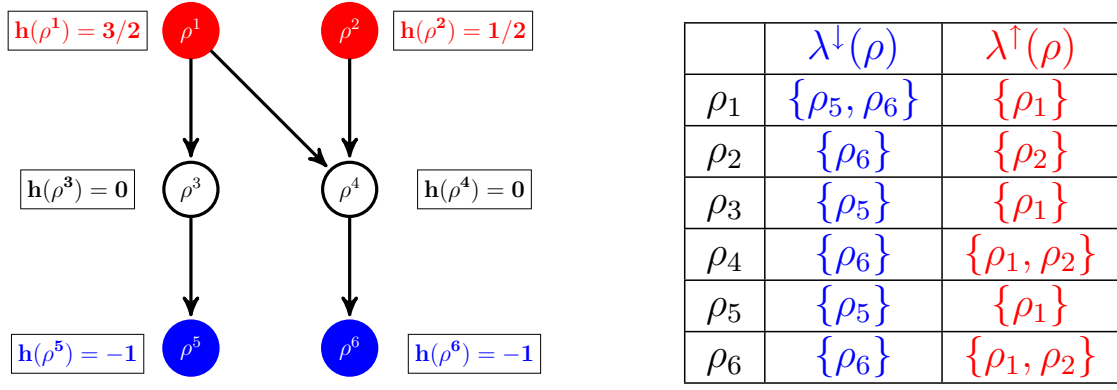 h(ρ¹) = 3/2 ρ¹ ρ² h(ρ²) = 1/2
h(ρ³) = 0 ρ³ ρ⁴ h(ρ⁴) = 0
h(ρ⁵) = −1 ρ⁵ ρ⁶ h(ρ⁶) = −1
λ↓(ρ) λ↑(ρ)
ρ₁ {ρ₅, ρ₆} {ρ₁}
ρ₂ {ρ₆} {ρ₂}
ρ₃ {ρ₅} {ρ₁}
ρ₄ {ρ₆} {ρ₁, ρ₂}
ρ₅ {ρ₅} {ρ₁}
ρ₆ {ρ₆} {ρ₁, ρ₂}